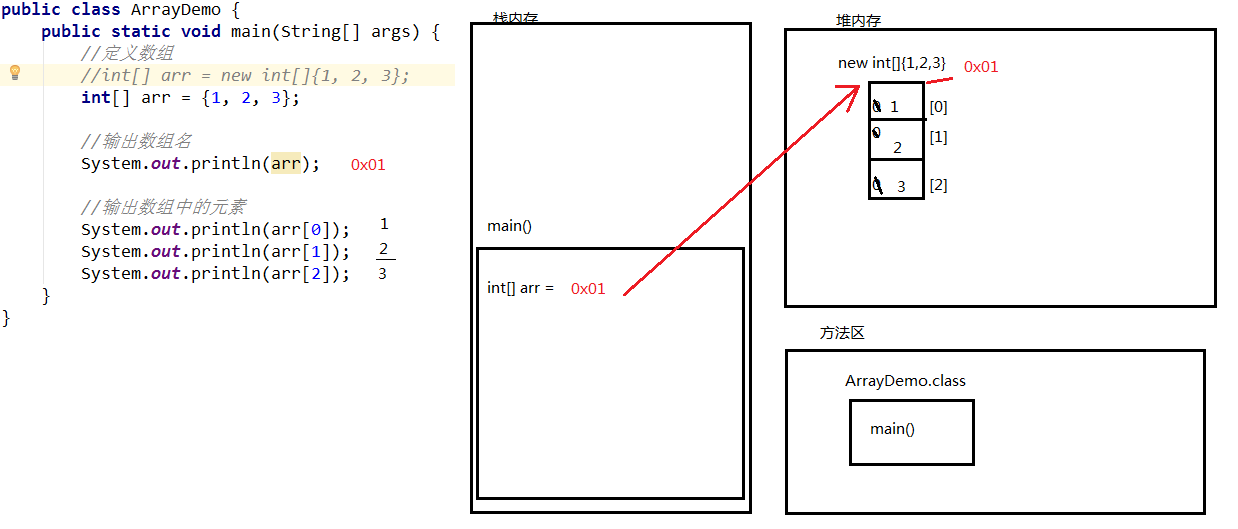 public class ArrayDemo {
public static void main(String[] args) {
//定义数组
//int[] arr = new int[]{1, 2, 3};
int[] arr = {1, 2, 3};
//输出数组名
System.out.println(arr); 0x01
//输出数组中的元素
System.out.println(arr[0]); 1
System.out.println(arr[1]); 2
System.out.println(arr[2]); 3
}
}
栈内存
main()
int[] arr = 0x01
堆内存
new int[]{1,2,3} 0x01
0 1 [0]
0 2 [1]
0 3 [2]
方法区
ArrayDemo.class
main()